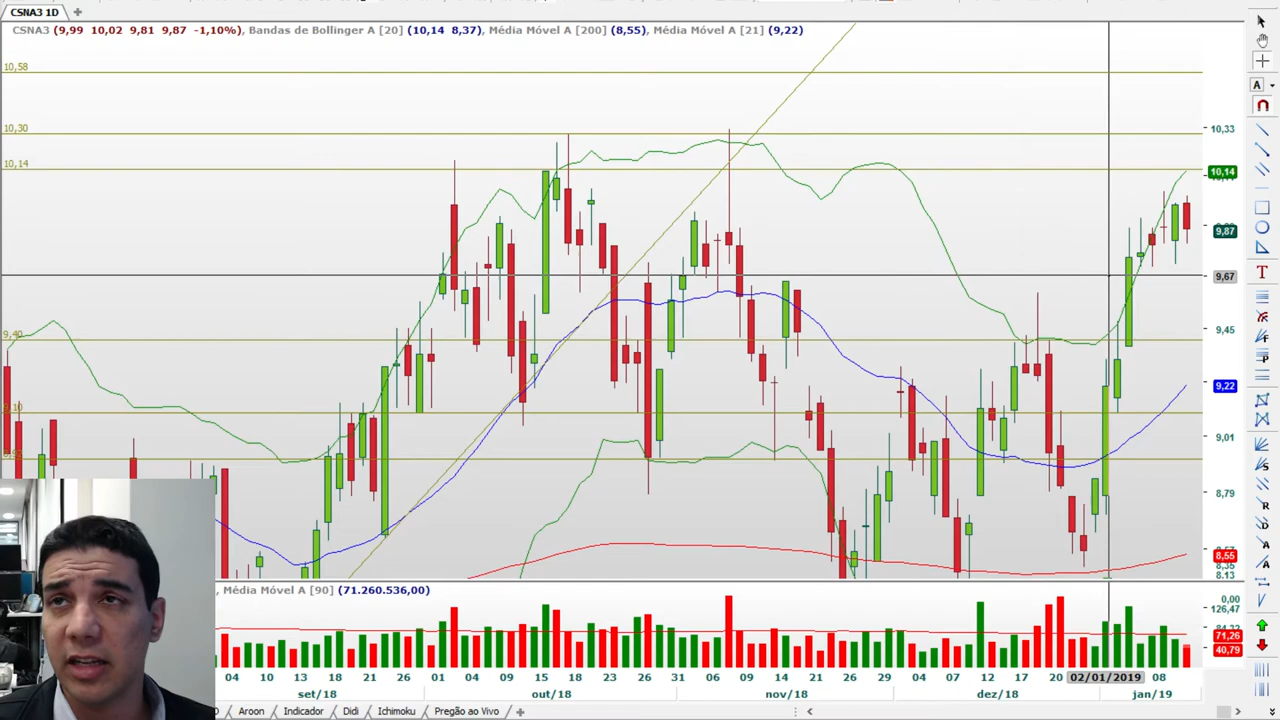 CSNA3 1D
CSNA3 (9,99 10,02 9,81 9,87 -1,10%), Bandas de Bollinger A [20] (10,14 8,37), Média Móvel A [200] (8,55), Média Móvel A [21] (9,22)
10,58
10,30
10,14
9,40
9,10
10,33
10,14
9,87
9,67
9,45
9,22
9,01
8,79
8,55
8,35
8,13
, Média Móvel A [90] (71.260.536,00)
0,00
126,47
71,26
40,79
04 10 13 18 21 26 01 09 15 18 23 26 31 06 09 14 21 26 29 04 07 12 17 20 02/01/2019 08
set/18 out/18 nov/18 dez/18 jan/19
Aroon Indicador Didi Ichimoku Pregão ao Vivo
A
T
F
P
S
R
D
A
A